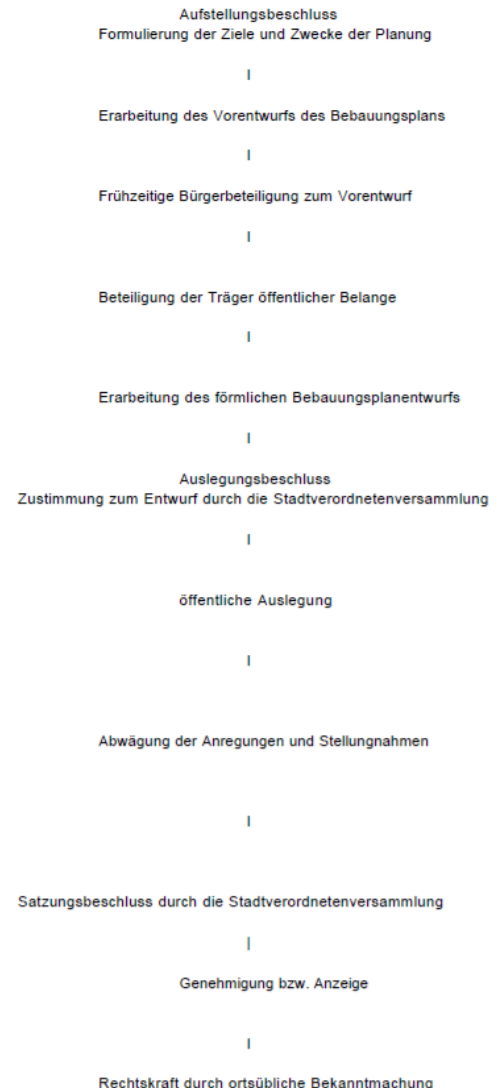 Aufstellungsbeschluss
Formulierung der Ziele und Zwecke der Planung
Erarbeitung des Vorentwurfs des Bebauungsplans
Frühzeitige Bürgerbeteiligung zum Vorentwurf
Beteiligung der Träger öffentlicher Belange
Erarbeitung des förmlichen Bebauungsplanentwurfs
Auslegungsbeschluss
Zustimmung zum Entwurf durch die Stadtverordnetenversammlung
öffentliche Auslegung
Abwägung der Anregungen und Stellungnahmen
Satzungsbeschluss durch die Stadtverordnetenversammlung
Genehmigung bzw. Anzeige
Rechtskraft durch ortsübliche Bekanntmachung